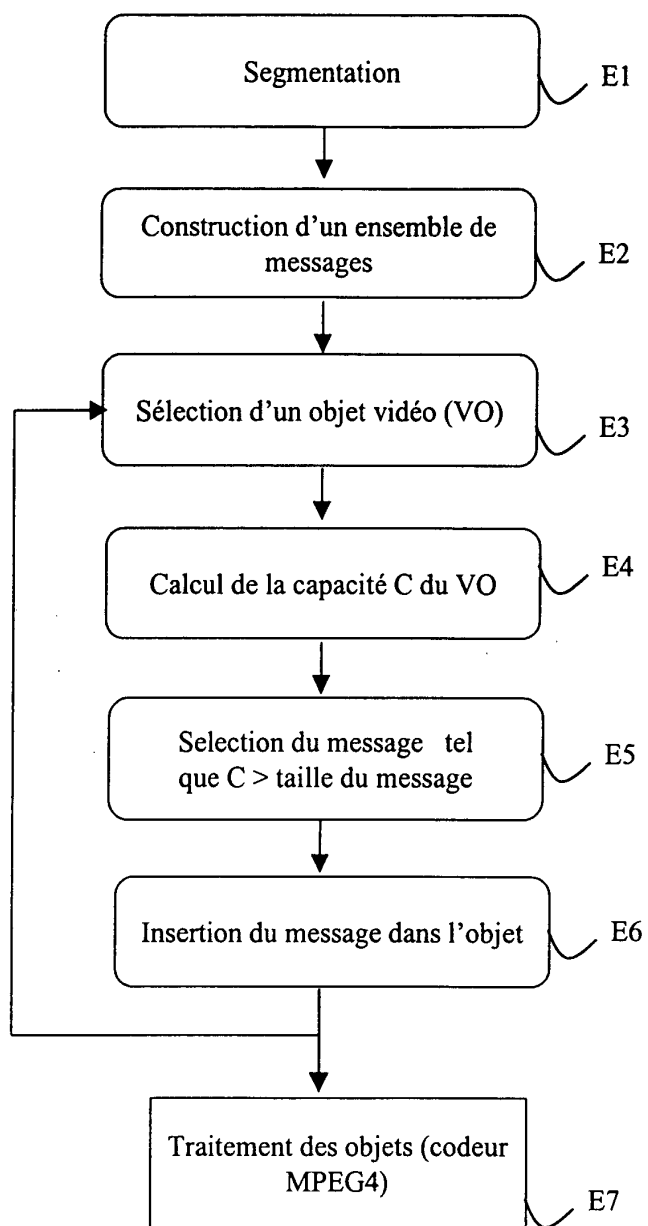 Segmentation
E1
Construction d'un ensemble de
messages
E2
Sélection d'un objet vidéo (VO)
E3
Calcul de la capacité C du VO
E4
Selection du message tel
que C > taille du message
E5
Insertion du message dans l'objet
E6
Traitement des objets (codeur
MPEG4)
E7